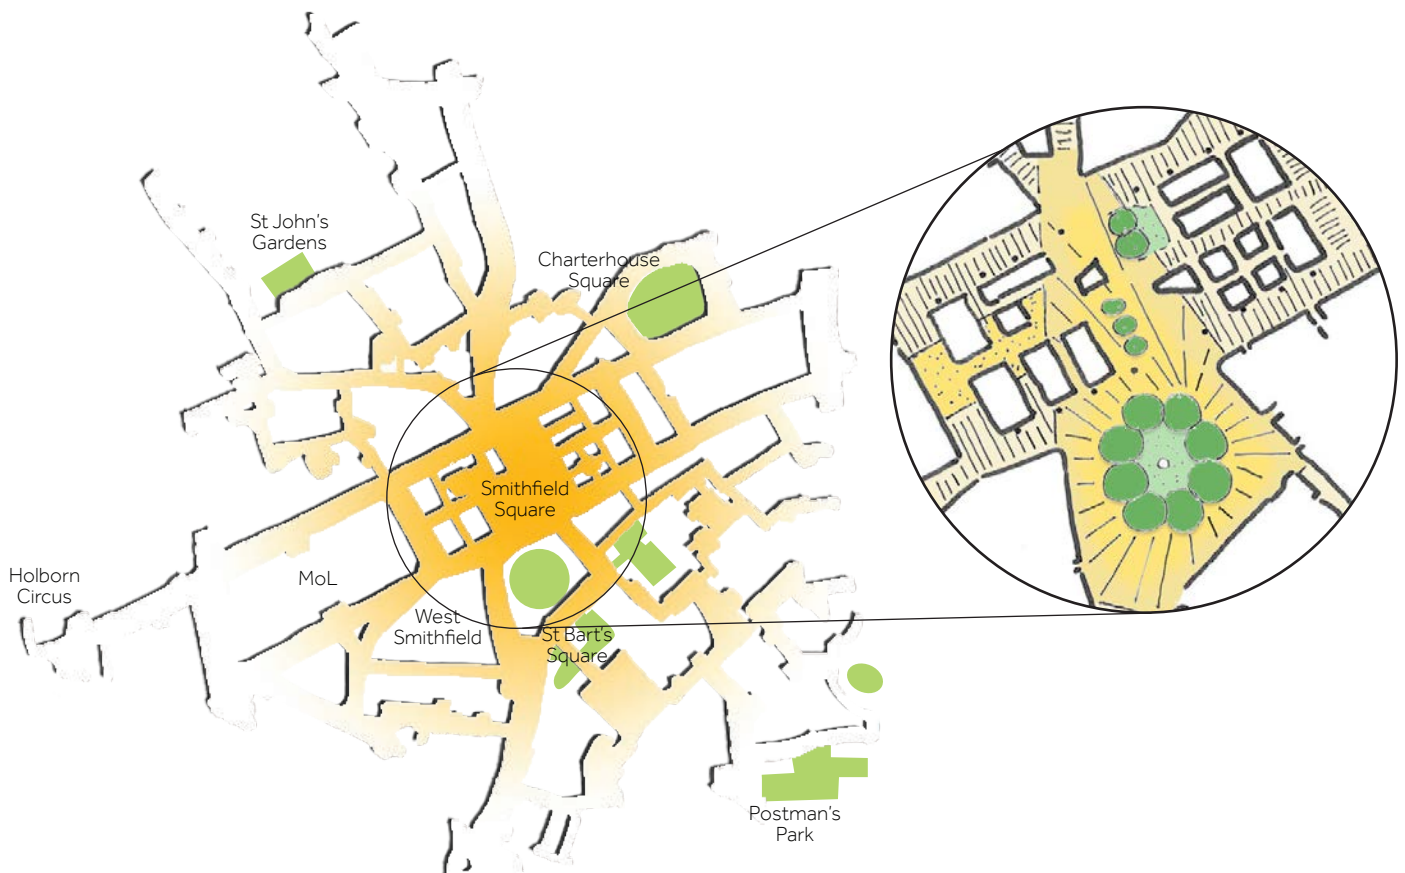 St John's
Gardens
Charterhouse
Square
Smithfield
Square
Holborn
Circus
MoL
West
Smithfield
St Bart's
Square
Postman's
Park